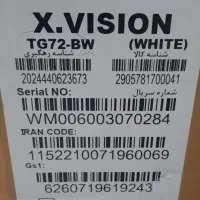 X.VISION
TG72-BW (WHITE)
شناسه کالا شناسه رهگیری
2024440623673 2905781700041
Serial NO: شماره سریال
WM006003070284
IRAN CODE:
1152210071960069
Gs1:
6260719619243